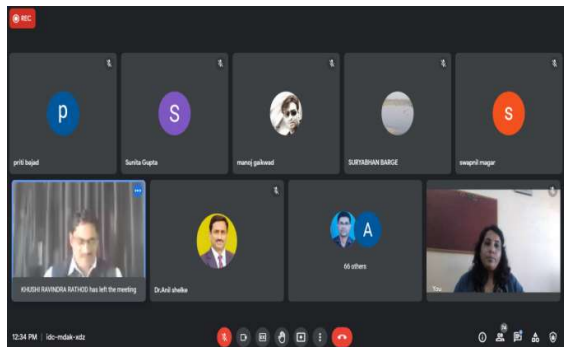 REC
p
S
S
priti bajad
Sunita Gupta
manoj gaikwad
SURYABHAN BARGE
swapnil magar
A
KHUSHI RAVINDRA RATHOD has left the meeting
Dr.Anil shelke
66 others
You
12:34 PM | idc-mdak-xdz
74